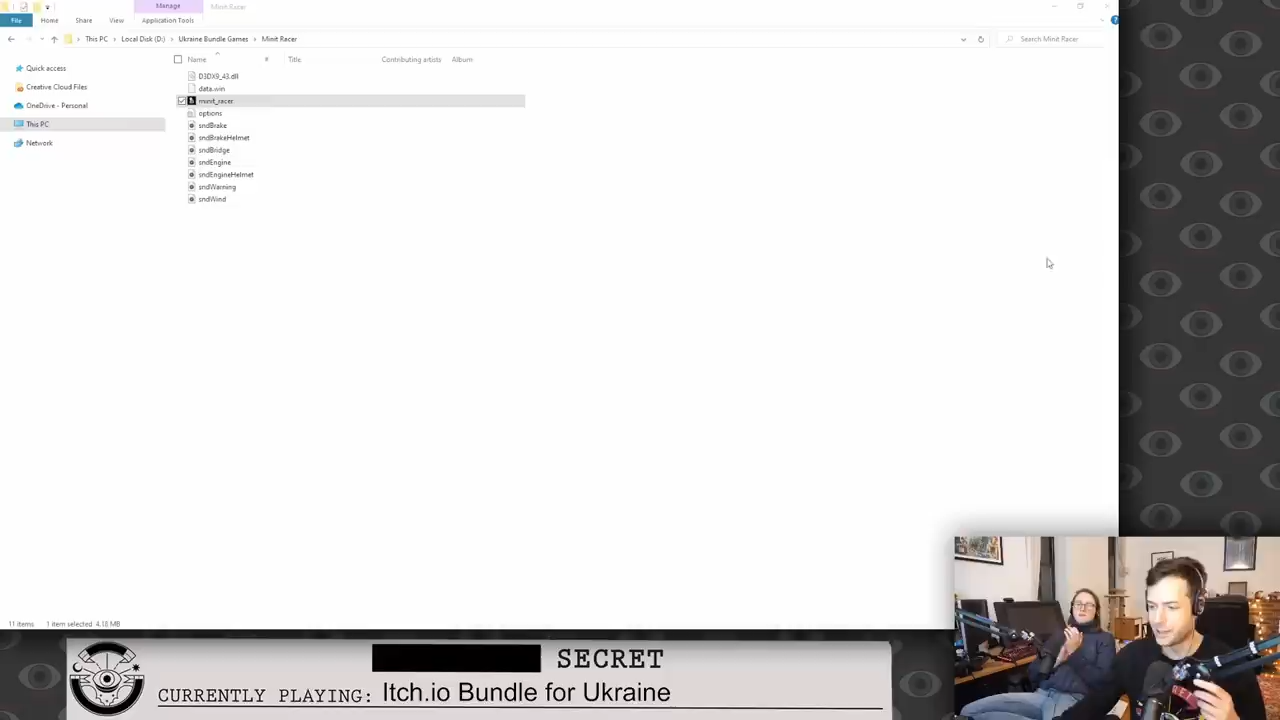 Manage
Minit Racer
File
Home
Share
View
Application Tools
This PC
Local Disk (D:)
Ukraine Bundle Games
Minit Racer
Search Minit Racer
Name
#
Title
Contributing artists
Album
Quick access
Creative Cloud Files
OneDrive - Personal
This PC
Network
D3DX9_43.dll
data.win
minit_racer
options
sndBrake
sndBrakeHelmet
sndBridge
sndEngine
sndEngineHelmet
sndWarning
sndWind
11 items
1 item selected 4.18 MB
SECRET
CURRENTLY PLAYING: Itch.io Bundle for Ukraine